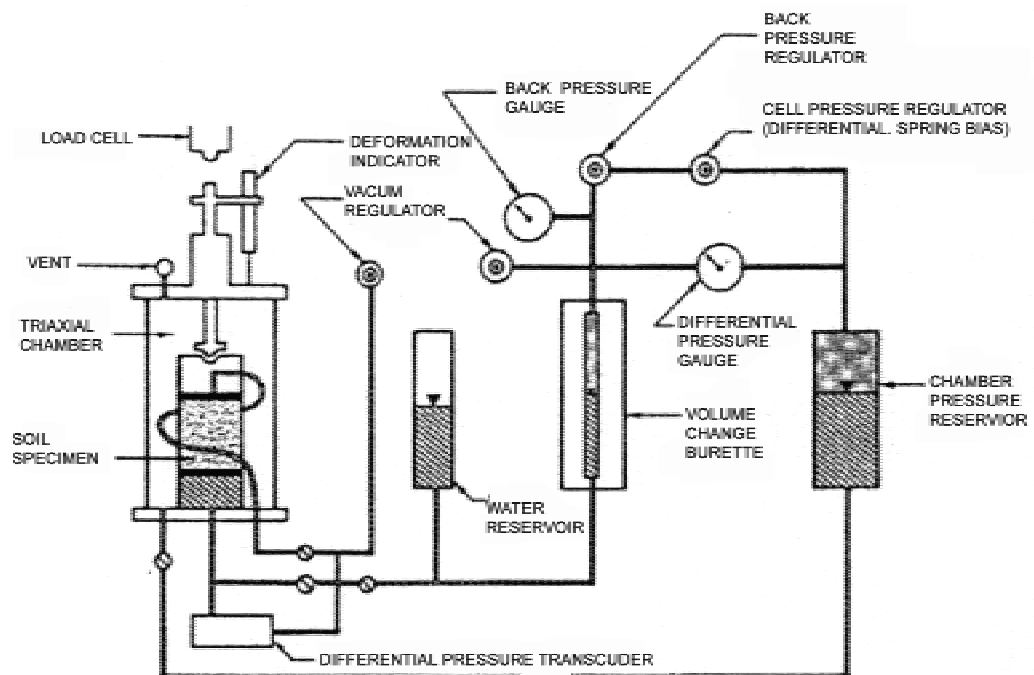 BACK
PRESSURE
REGULATOR
BACK PRESSURE
GAUGE
CELL PRESSURE REGULATOR
(DIFFERENTIAL. SPRING BIAS)
LOAD CELL
DEFORMATION
INDICATOR
VACUM
REGULATOR
VENT
TRIAXIAL
CHAMBER
DIFFERENTIAL
PRESSURE
GAUGE
CHAMBER
PRESSURE
RESERVIOR
VOLUME
CHANGE
BURETTE
SOIL
SPECIMEN
WATER
RESERVOIR
DIFFERENTIAL PRESSURE TRANSCUDER